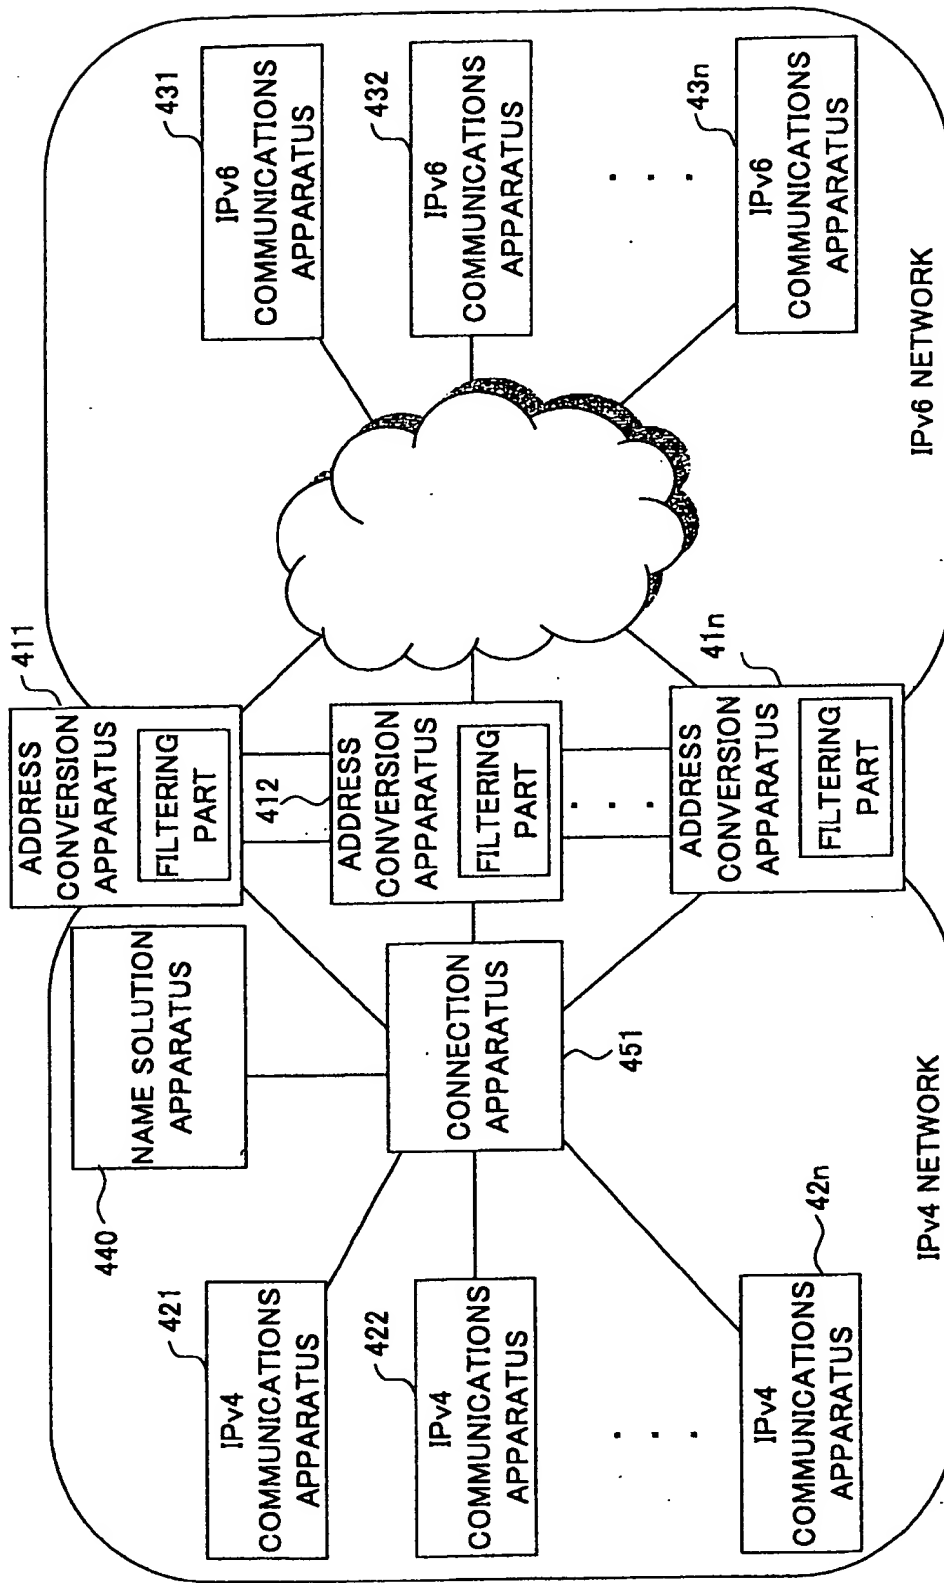 411
ADDRESS
CONVERSION
APPARATUS
FILTERING
PART
440
NAME SOLUTION
APPARATUS
421
IPv4
COMMUNICATIONS
APPARATUS
431
IPv6
COMMUNICATIONS
APPARATUS
412
ADDRESS
CONVERSION
APPARATUS
FILTERING
PART
CONNECTION
APPARATUS
451
422
IPv4
COMMUNICATIONS
APPARATUS
432
IPv6
COMMUNICATIONS
APPARATUS
. . .
. . .
. . .
41n
ADDRESS
CONVERSION
APPARATUS
FILTERING
PART
42n
IPv4
COMMUNICATIONS
APPARATUS
43n
IPv6
COMMUNICATIONS
APPARATUS
IPv4 NETWORK
IPv6 NETWORK